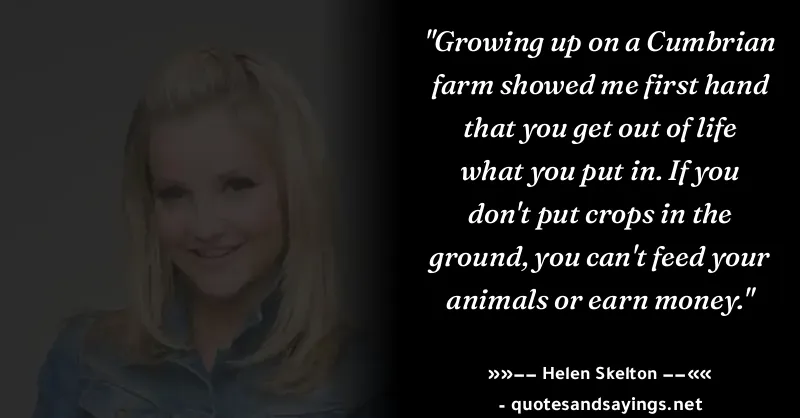 "Growing up on a Cumbrian
farm showed me first hand
that you get out of life
what you put in. If you
don't put crops in the
ground, you can't feed your
animals or earn money."
»»−− Helen Skelton −−««
- quotesandsayings.net